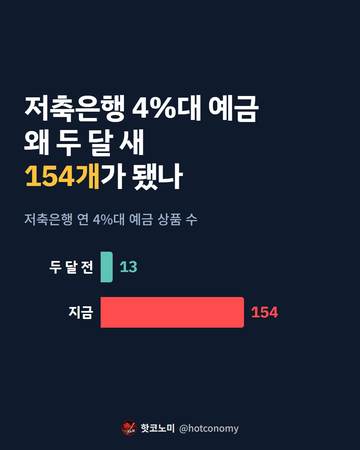 저축은행 4%대 예금
왜 두 달 새
154개가 됐나
저축은행 연 4%대 예금 상품 수
두 달 전 13
지금 154
핫코노미 @hotconomy